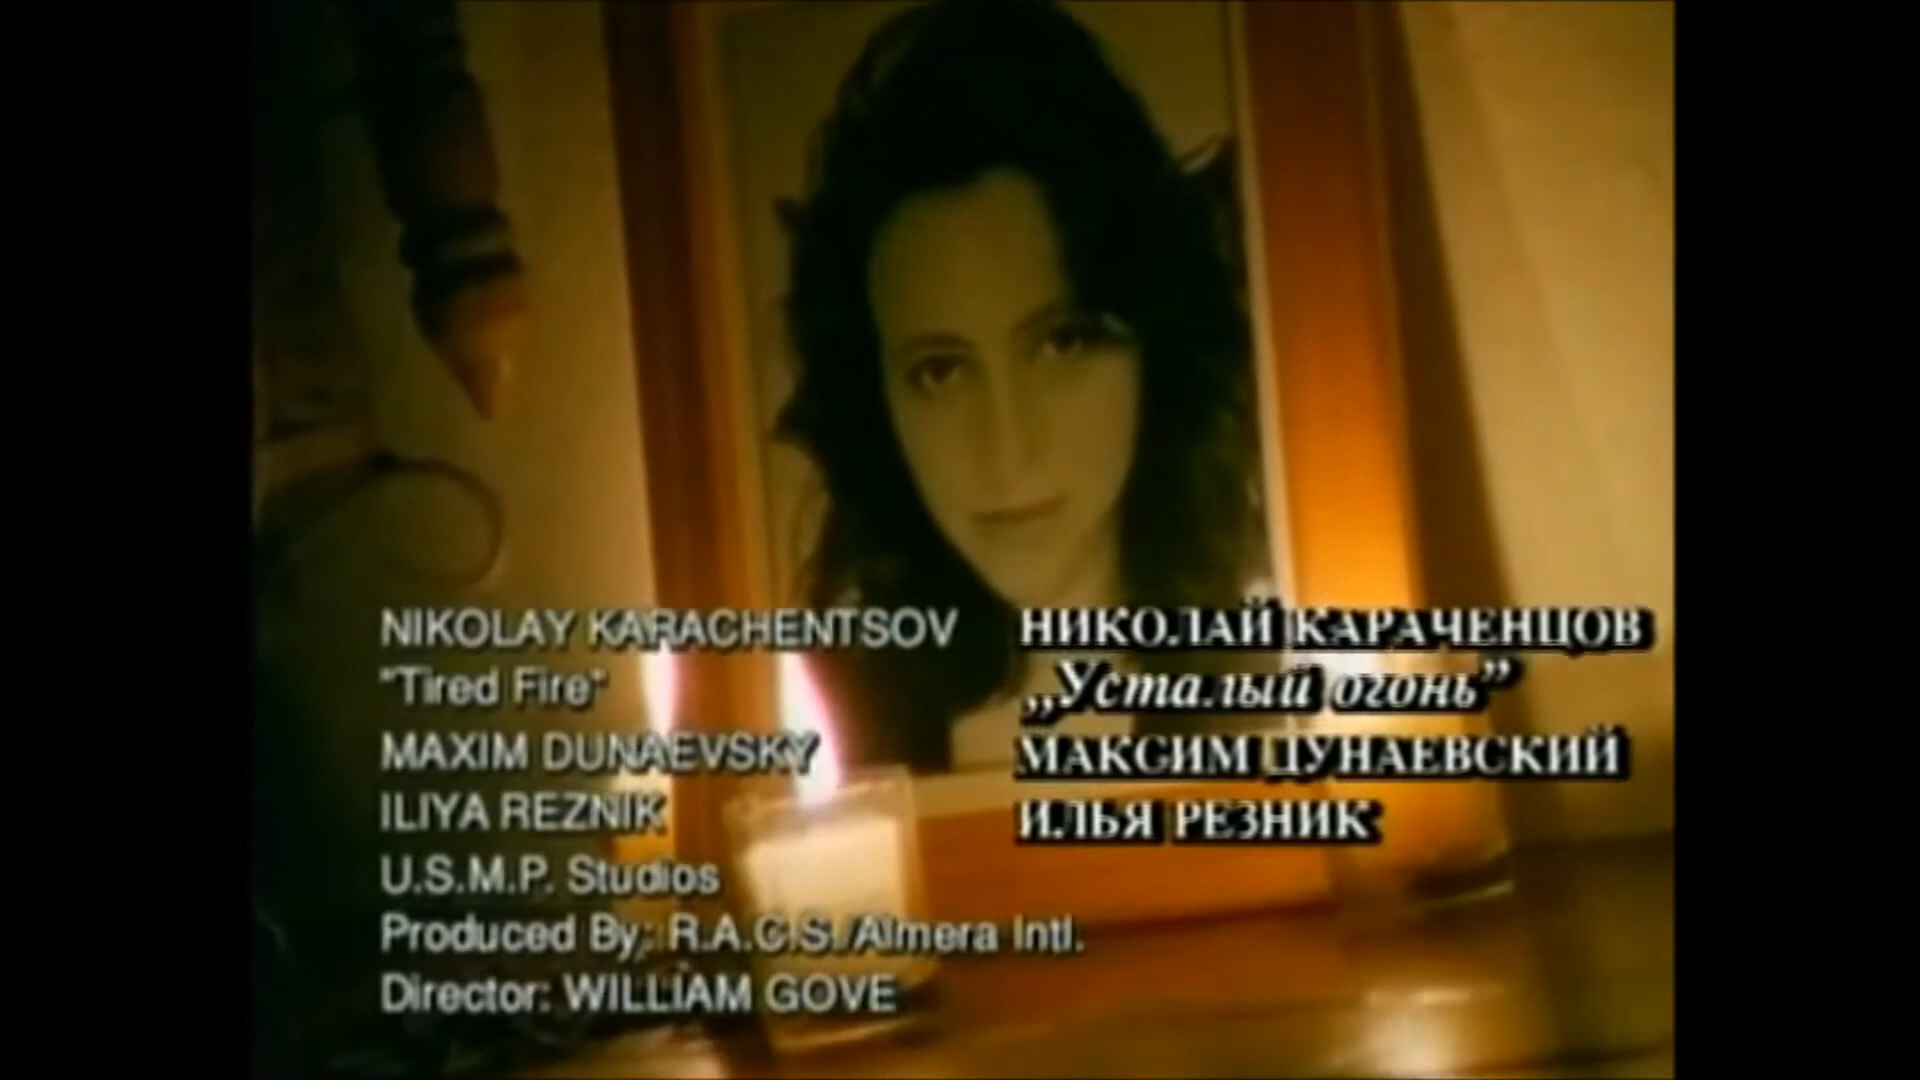 NIKOLAY KARACHENTSOV
"Tired Fire"
MAXIM DUNAEVSKY
ILIYA REZNIK
U.S.M.P. Studios
Produced By: R.A.C.S./Almera Intl.
Director: WILLIAM GOVE
НИКОЛАЙ КАРАЧЕНЦОВ
„Усталый огонь”
МАКСИМ ДУНАЕВСКИЙ
ИЛЬЯ РЕЗНИК